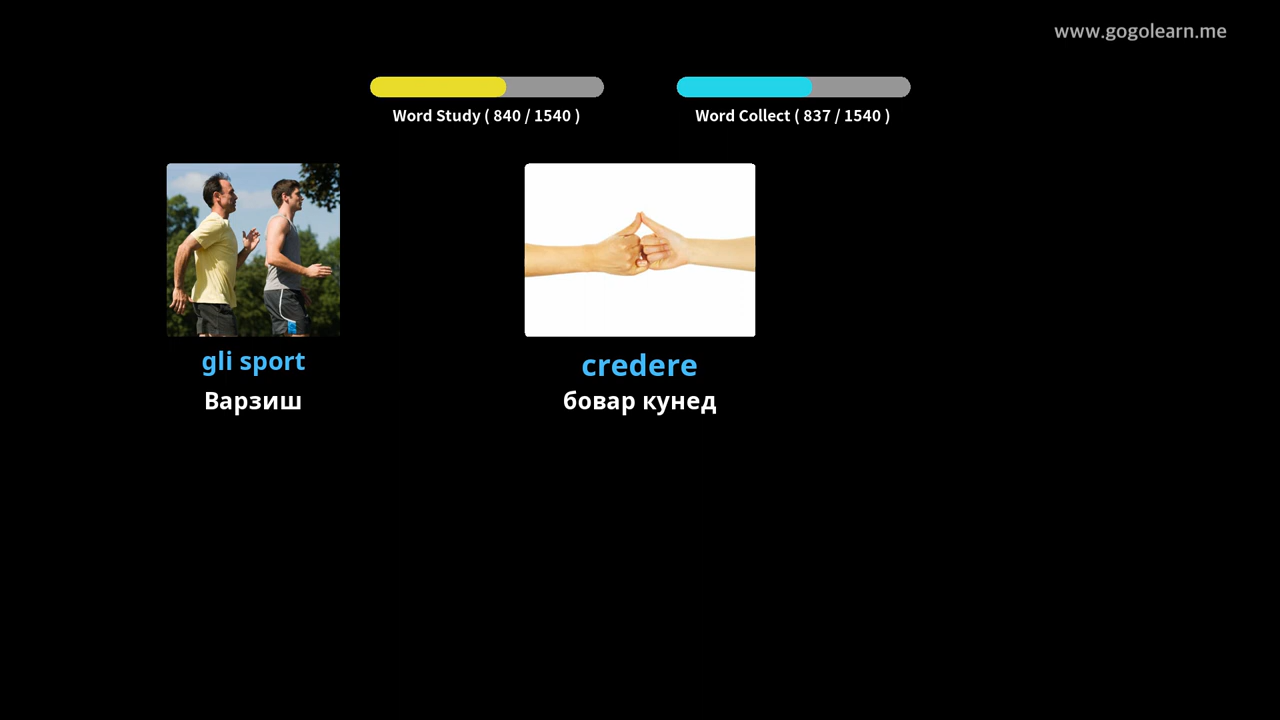 www.gogolearn.me
Word Study ( 840 / 1540 )
Word Collect ( 837 / 1540 )
gli sport
Варзиш
credere
бовар кунед